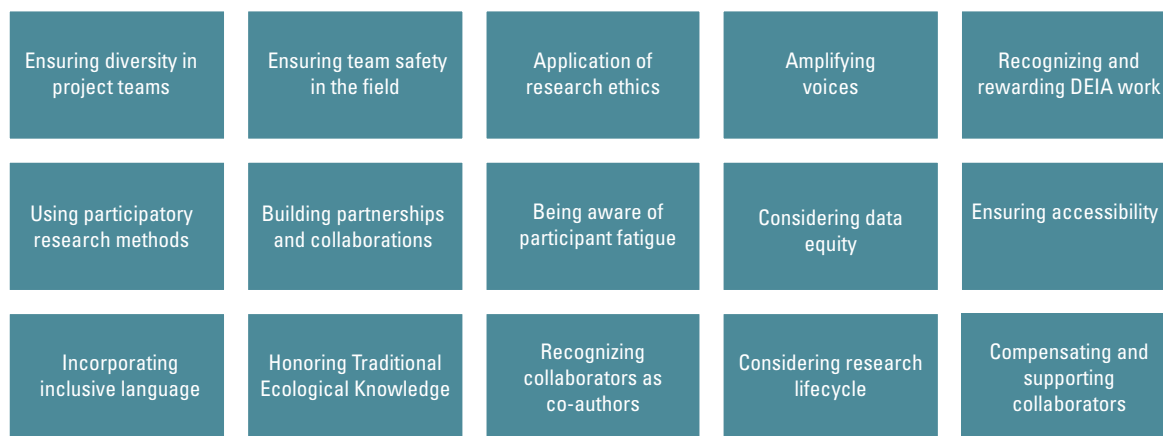 Ensuring diversity in
project teams
Ensuring team safety
in the field
Application of
research ethics
Amplifying
voices
Recognizing and
rewarding DEIA work
Using participatory
research methods
Building partnerships
and collaborations
Being aware of
participant fatigue
Considering data
equity
Ensuring accessibility
Incorporating
inclusive language
Honoring Traditional
Ecological Knowledge
Recognizing
collaborators as
co-authors
Considering research
lifecycle
Compensating and
supporting
collaborators